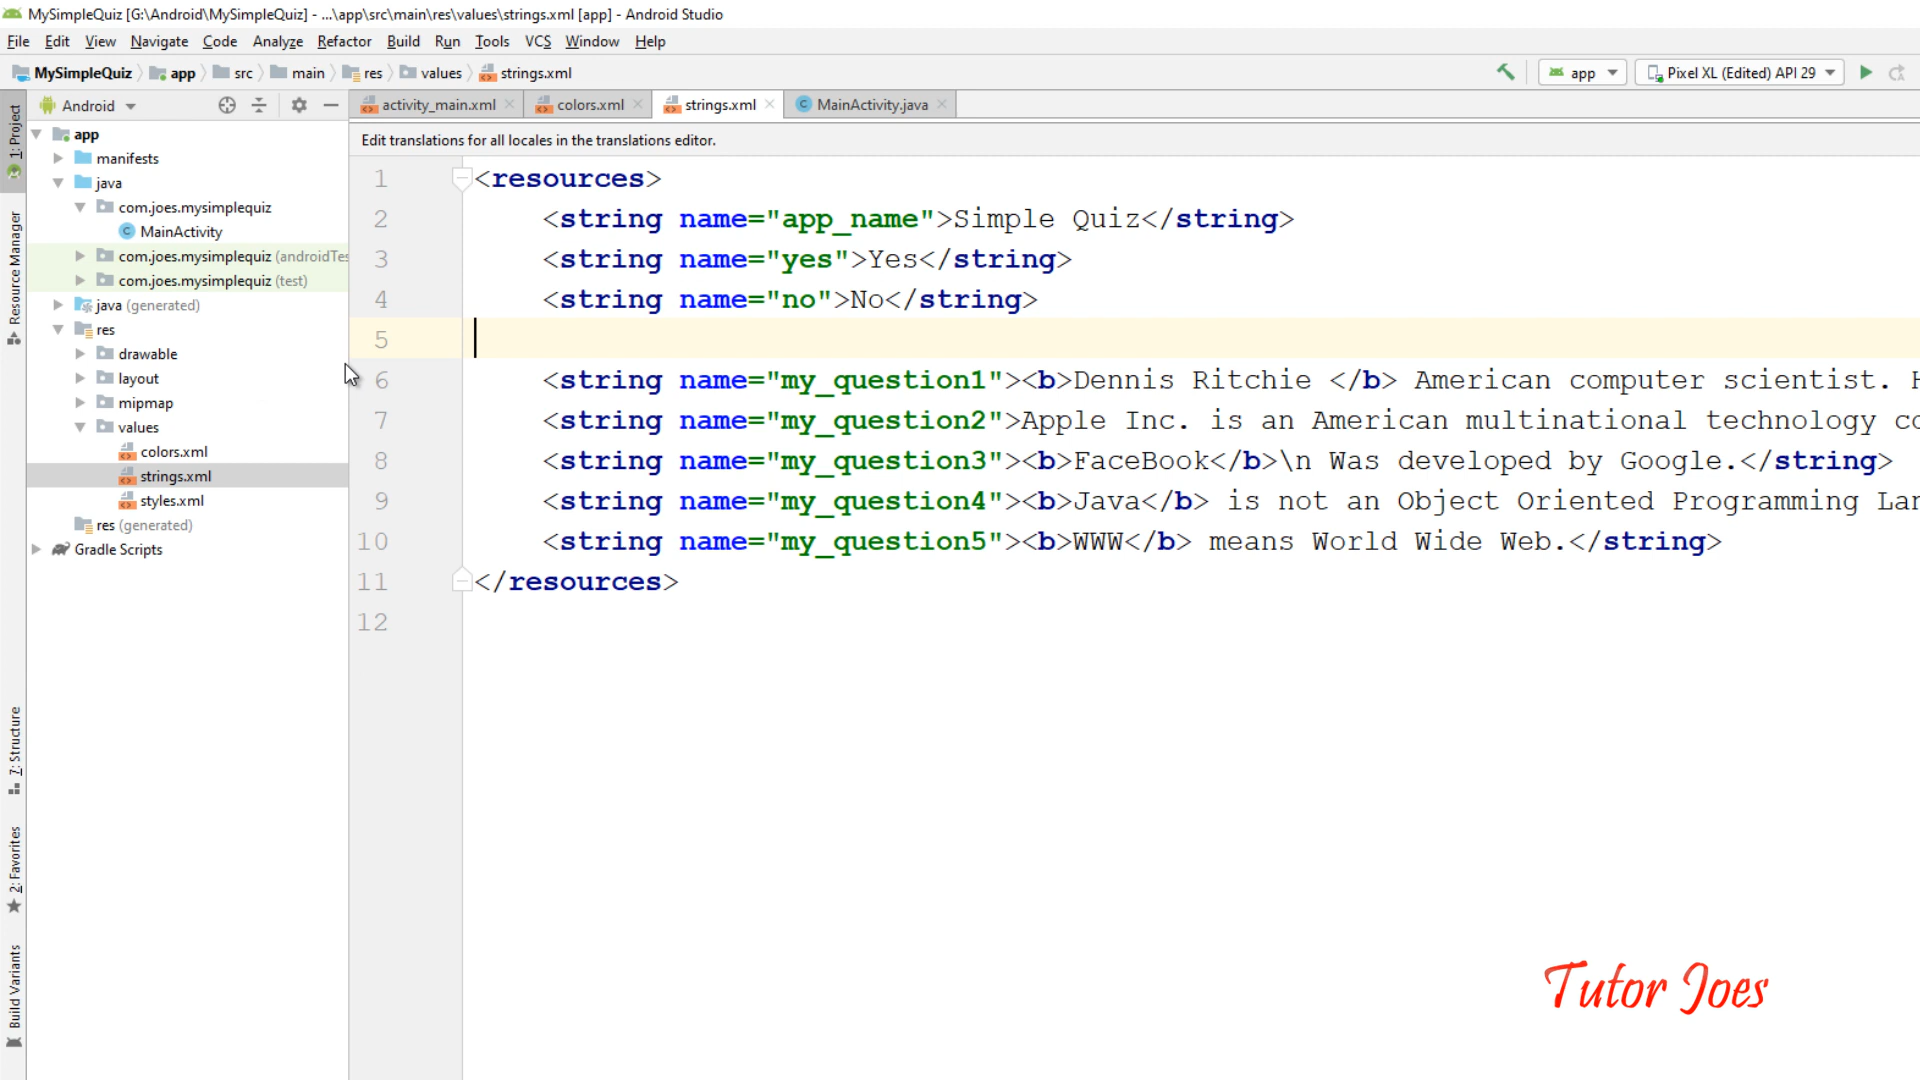 MySimpleQuiz [G:\Android\MySimpleQuiz] - ...\app\src\main\res\values\strings.xml [app] - Android Studio
File Edit View Navigate Code Analyze Refactor Build Run Tools VCS Window Help
MySimpleQuiz app src main res values strings.xml app Pixel XL (Edited) API 29
Android activity_main.xml colors.xml strings.xml MainActivity.java
1: Project
Resource Manager
7: Structure
2: Favorites
Build Variants
app
manifests
java
com.joes.mysimplequiz
MainActivity
com.joes.mysimplequiz (androidTes
com.joes.mysimplequiz (test)
java (generated)
res
drawable
layout
mipmap
values
colors.xml
strings.xml
styles.xml
res (generated)
Gradle Scripts
Edit translations for all locales in the translations editor.
1 <resources>
2 <string name="app_name">Simple Quiz</string>
3 <string name="yes">Yes</string>
4 <string name="no">No</string>
5
6 <string name="my_question1"><b>Dennis Ritchie </b> American computer scientist. H
7 <string name="my_question2">Apple Inc. is an American multinational technology co
8 <string name="my_question3"><b>FaceBook</b>\n Was developed by Google.</string>
9 <string name="my_question4"><b>Java</b> is not an Object Oriented Programming Lan
10 <string name="my_question5"><b>WWW</b> means World Wide Web.</string>
11 </resources>
12
Tutor Joes